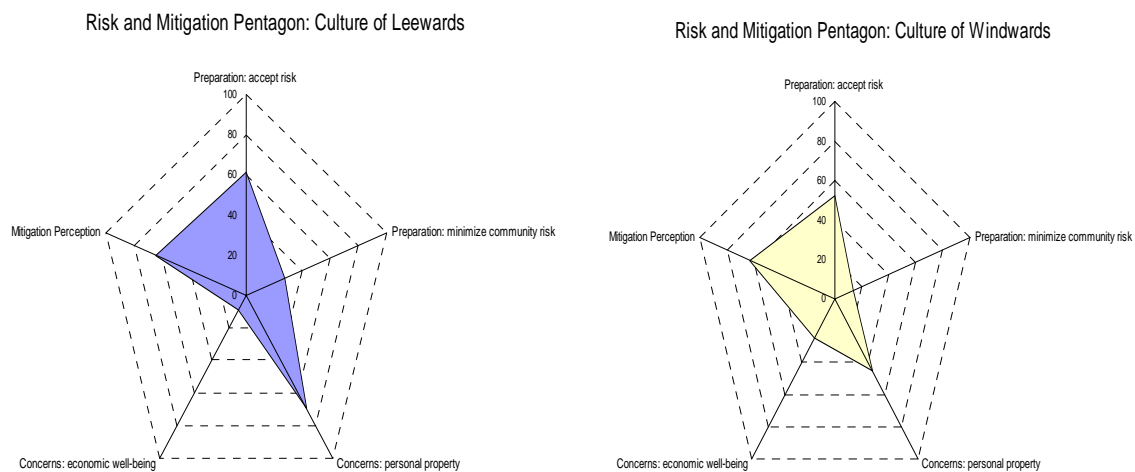 Risk and Mitigation Pentagon: Culture of Leewards
Preparation: accept risk
100
80
60
40
20
0
Mitigation Perception
Preparation: minimize community risk
Concerns: economic well-being
Concerns: personal property
Risk and Mitigation Pentagon: Culture of Windwards
Preparation: accept risk
100
80
60
40
20
0
Mitigation Perception
Preparation: minimize community risk
Concerns: economic well-being
Concerns: personal property